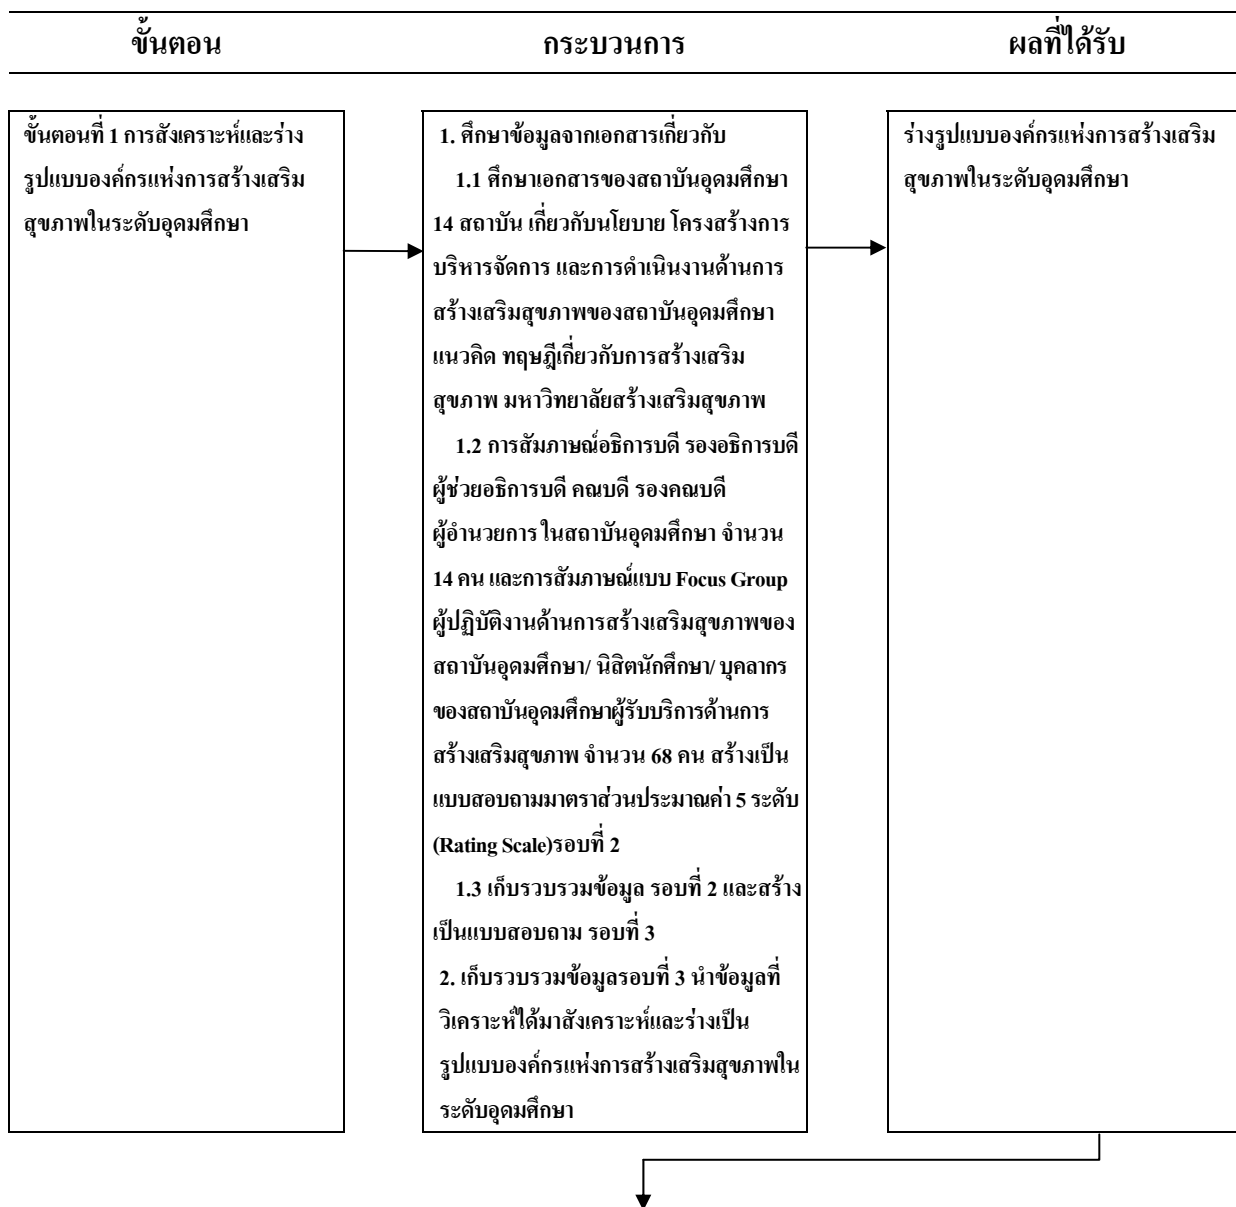 ขั้นตอน กระบวนการ ผลที่ได้รับ
ขั้นตอนที่ 1 การสังเคราะห์และร่าง
รูปแบบองค์กรแห่งการสร้างเสริม
สุขภาพในระดับอุดมศึกษา
1. ศึกษาข้อมูลจากเอกสารเกี่ยวกับ
1.1 ศึกษาเอกสารของสถาบันอุดมศึกษา
14 สถาบัน เกี่ยวกับนโยบาย โครงสร้างการ
บริหารจัดการ และการดำเนินงานด้านการ
สร้างเสริมสุขภาพของสถาบันอุดมศึกษา
แนวคิด ทฤษฎีเกี่ยวกับการสร้างเสริม
สุขภาพ มหาวิทยาลัยสร้างเสริมสุขภาพ
1.2 การสัมภาษณ์อธิการบดี รองอธิการบดี
ผู้ช่วยอธิการบดี คณบดี รองคณบดี
ผู้อำนวยการ ในสถาบันอุดมศึกษา จำนวน
14 คน และการสัมภาษณ์แบบ Focus Group
ผู้ปฏิบัติงานด้านการสร้างเสริมสุขภาพของ
สถาบันอุดมศึกษา/ นิสิตนักศึกษา/ บุคลากร
ของสถาบันอุดมศึกษาผู้รับบริการด้านการ
สร้างเสริมสุขภาพ จำนวน 68 คน สร้างเป็น
แบบสอบถามมาตราส่วนประมาณค่า 5 ระดับ
(Rating Scale)รอบที่ 2
1.3 เก็บรวบรวมข้อมูล รอบที่ 2 และสร้าง
เป็นแบบสอบถาม รอบที่ 3
2. เก็บรวบรวมข้อมูลรอบที่ 3 นำข้อมูลที่
วิเคราะห์ได้มาสังเคราะห์และร่างเป็น
รูปแบบองค์กรแห่งการสร้างเสริมสุขภาพใน
ระดับอุดมศึกษา
ร่างรูปแบบองค์กรแห่งการสร้างเสริม
สุขภาพในระดับอุดมศึกษา